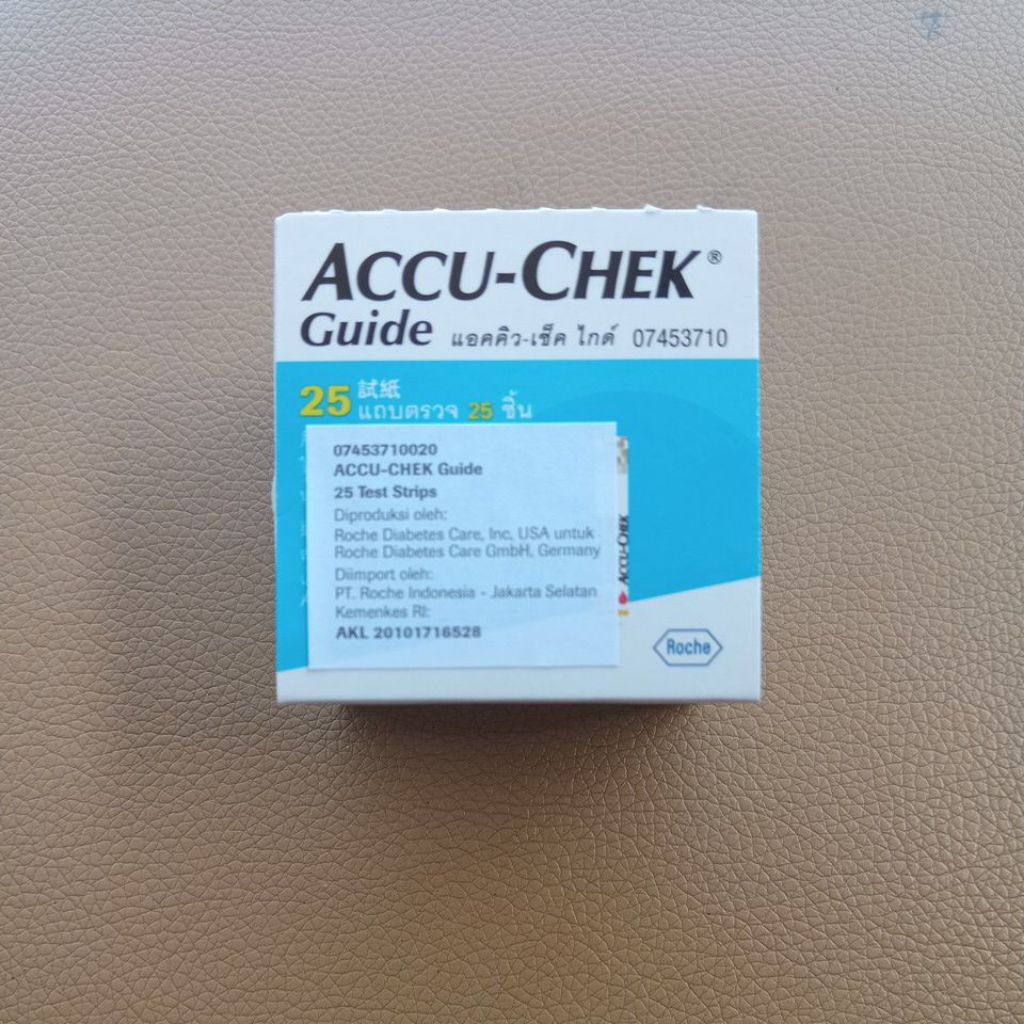 ACCU-CHEK®
Guide แอคคิว-เช็ค ไกด์ 07453710
25 試紙
แถบตรวจ 25 ชิ้น
07453710020
ACCU-CHEK Guide
25 Test Strips
Diproduksi oleh:
Roche Diabetes Care, Inc, USA untuk
Roche Diabetes Care GmbH, Germany
Diimport oleh:
PT. Roche Indonesia - Jakarta Selatan
Kemenkes RI:
AKL 20101716528
ACCU-CHEK
Roche